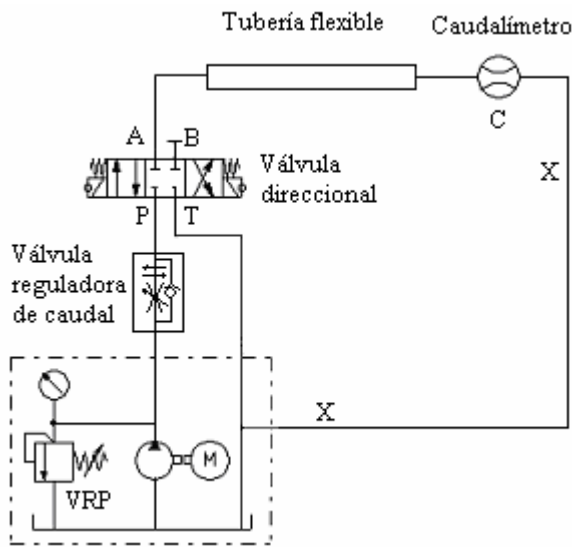 Tubería flexible
Caudalímetro
C
X
A
B
Válvula
direccional
P
T
Válvula
reguladora
de caudal
X
M
VRP